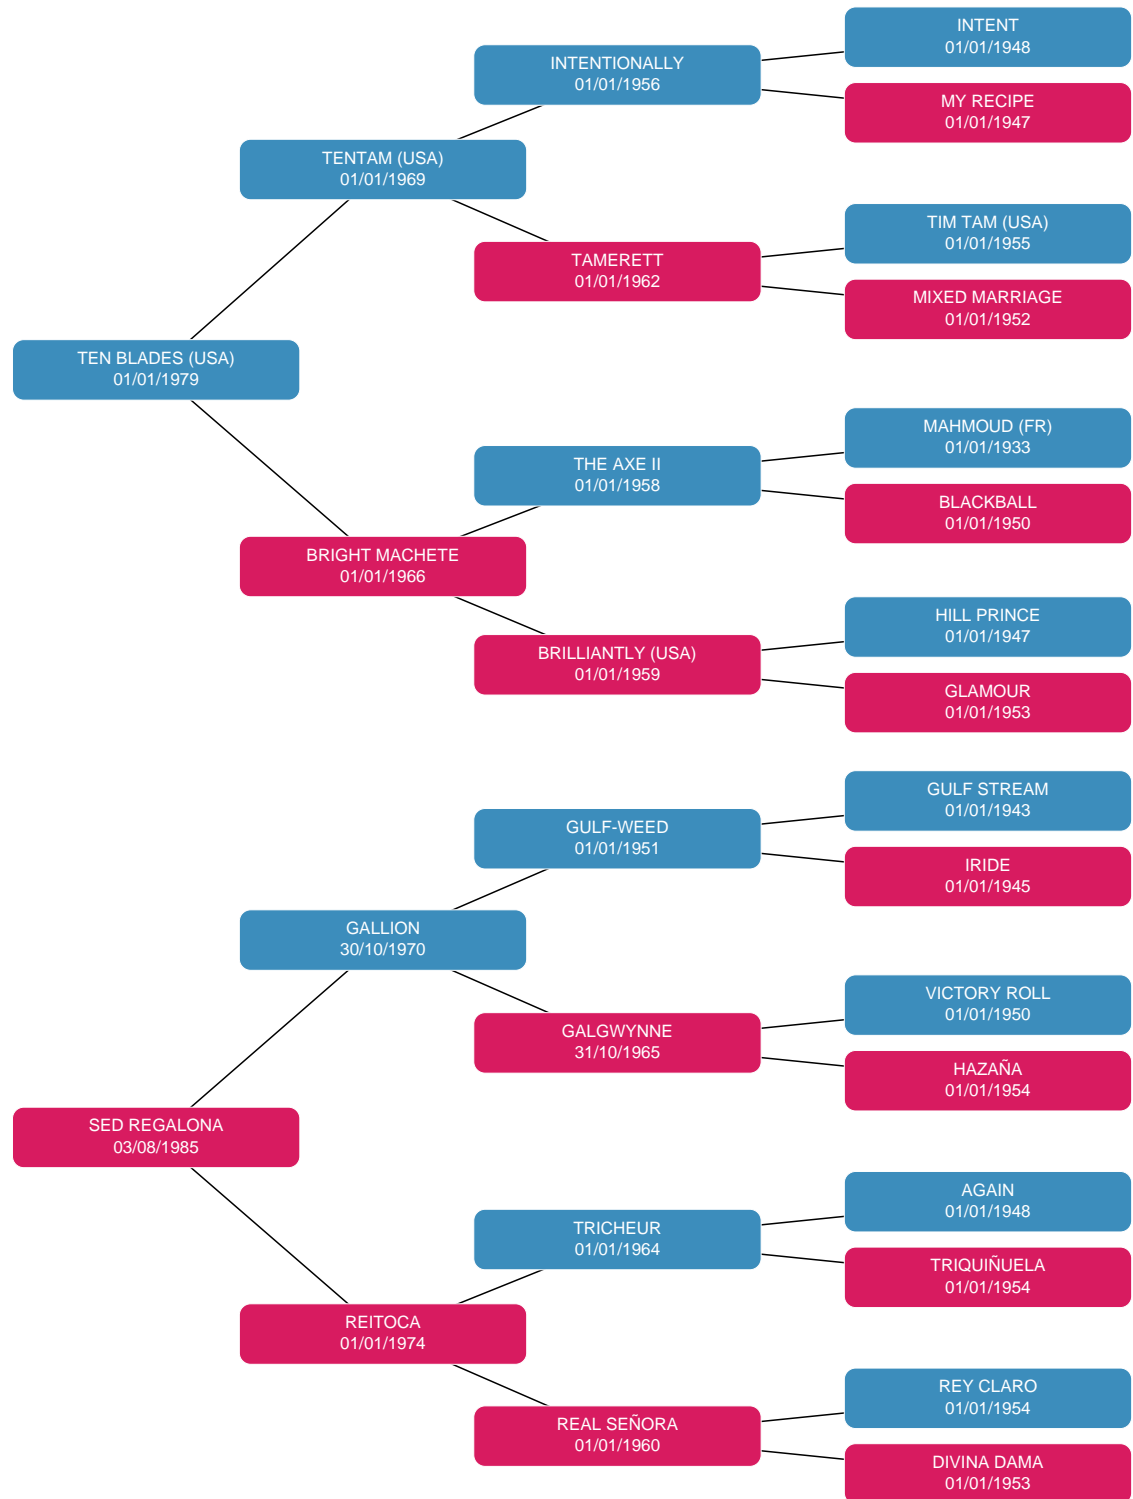 INTENT
01/01/1948
INTENTIONALLY
01/01/1956
MY RECIPE
01/01/1947
TENTAM (USA)
01/01/1969
TIM TAM (USA)
01/01/1955
TAMERETT
01/01/1962
MIXED MARRIAGE
01/01/1952
TEN BLADES (USA)
01/01/1979
MAHMOUD (FR)
01/01/1933
THE AXE II
01/01/1958
BLACKBALL
01/01/1950
BRIGHT MACHETE
01/01/1966
HILL PRINCE
01/01/1947
BRILLIANTLY (USA)
01/01/1959
GLAMOUR
01/01/1953
GULF STREAM
01/01/1943
GULF-WEED
01/01/1951
IRIDE
01/01/1945
GALLION
30/10/1970
VICTORY ROLL
01/01/1950
GALGWYNNE
31/10/1965
HAZAÑA
01/01/1954
SED REGALONA
03/08/1985
AGAIN
01/01/1948
TRICHEUR
01/01/1964
TRIQUIÑUELA
01/01/1954
REITOCA
01/01/1974
REY CLARO
01/01/1954
REAL SEÑORA
01/01/1960
DIVINA DAMA
01/01/1953